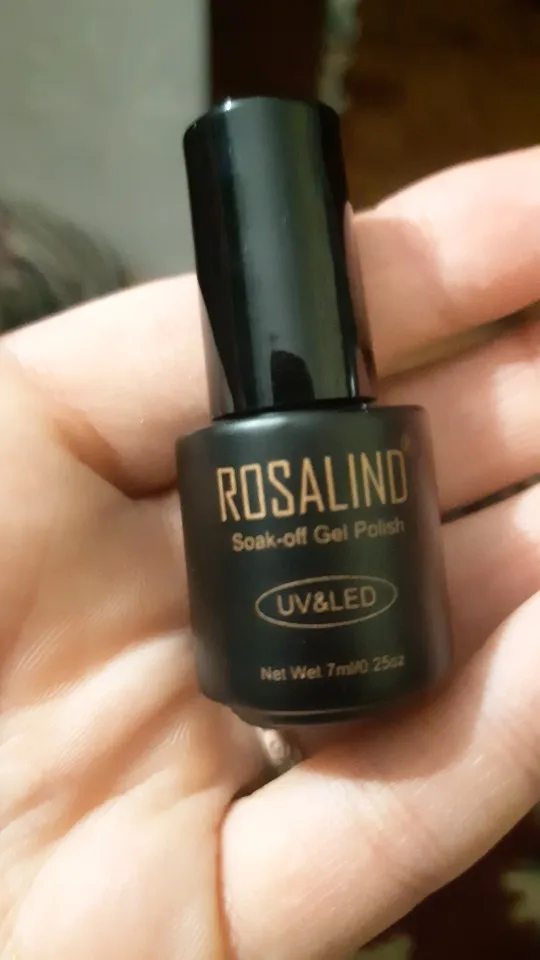 ROSALIND®
Soak-off Gel Polish
UV&LED
Net Wet 7ml/0.25oz